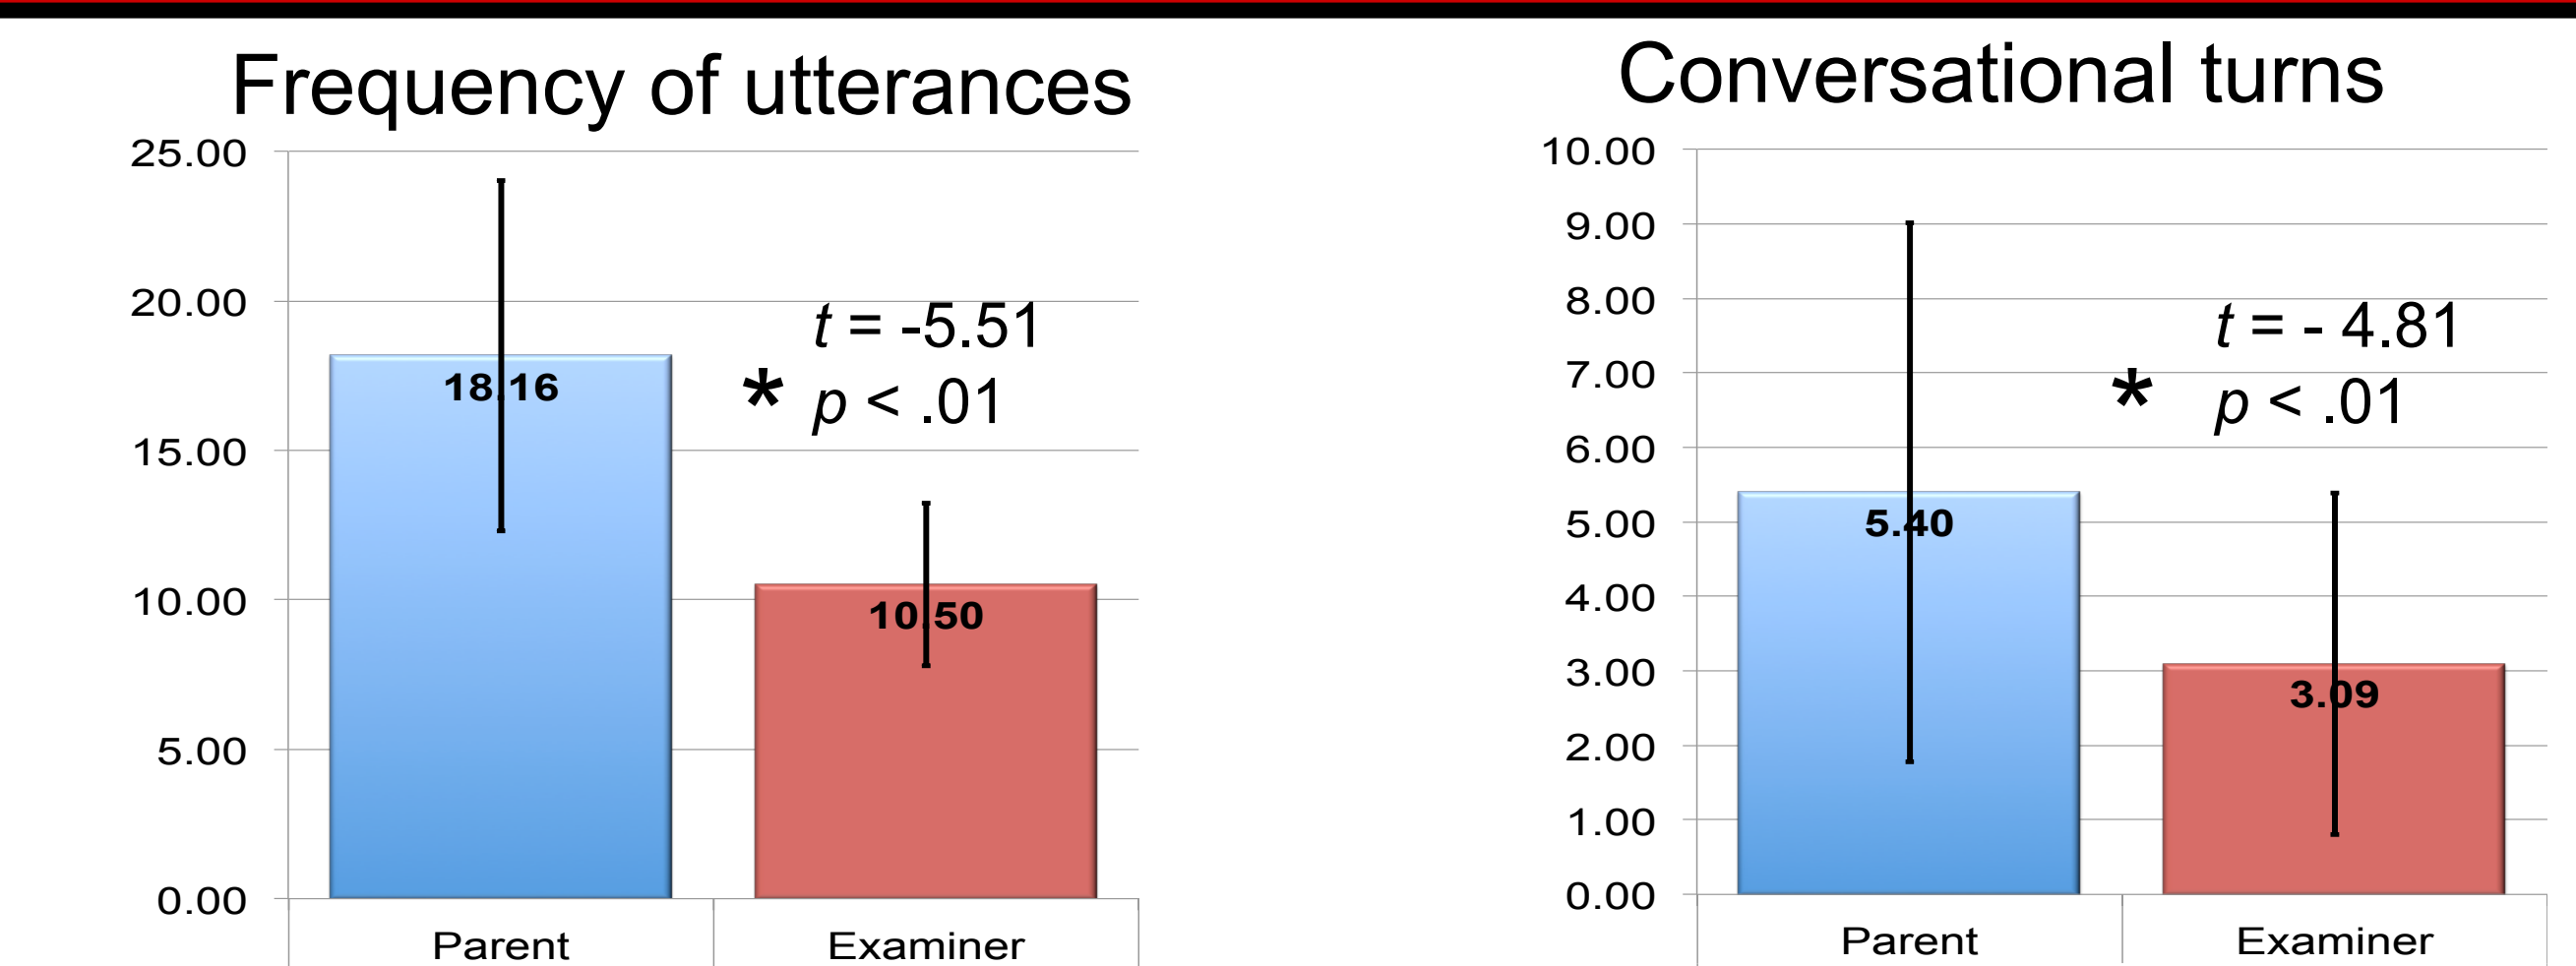 Frequency of utterances
25.00
20.00
15.00
10.00
5.00
0.00
18.16
10.50
t = -5.51
* p < .01
Parent Examiner
Conversational turns
10.00
9.00
8.00
7.00
6.00
5.00
4.00
3.00
2.00
1.00
0.00
5.40
3.09
t = - 4.81
* p < .01
Parent Examiner